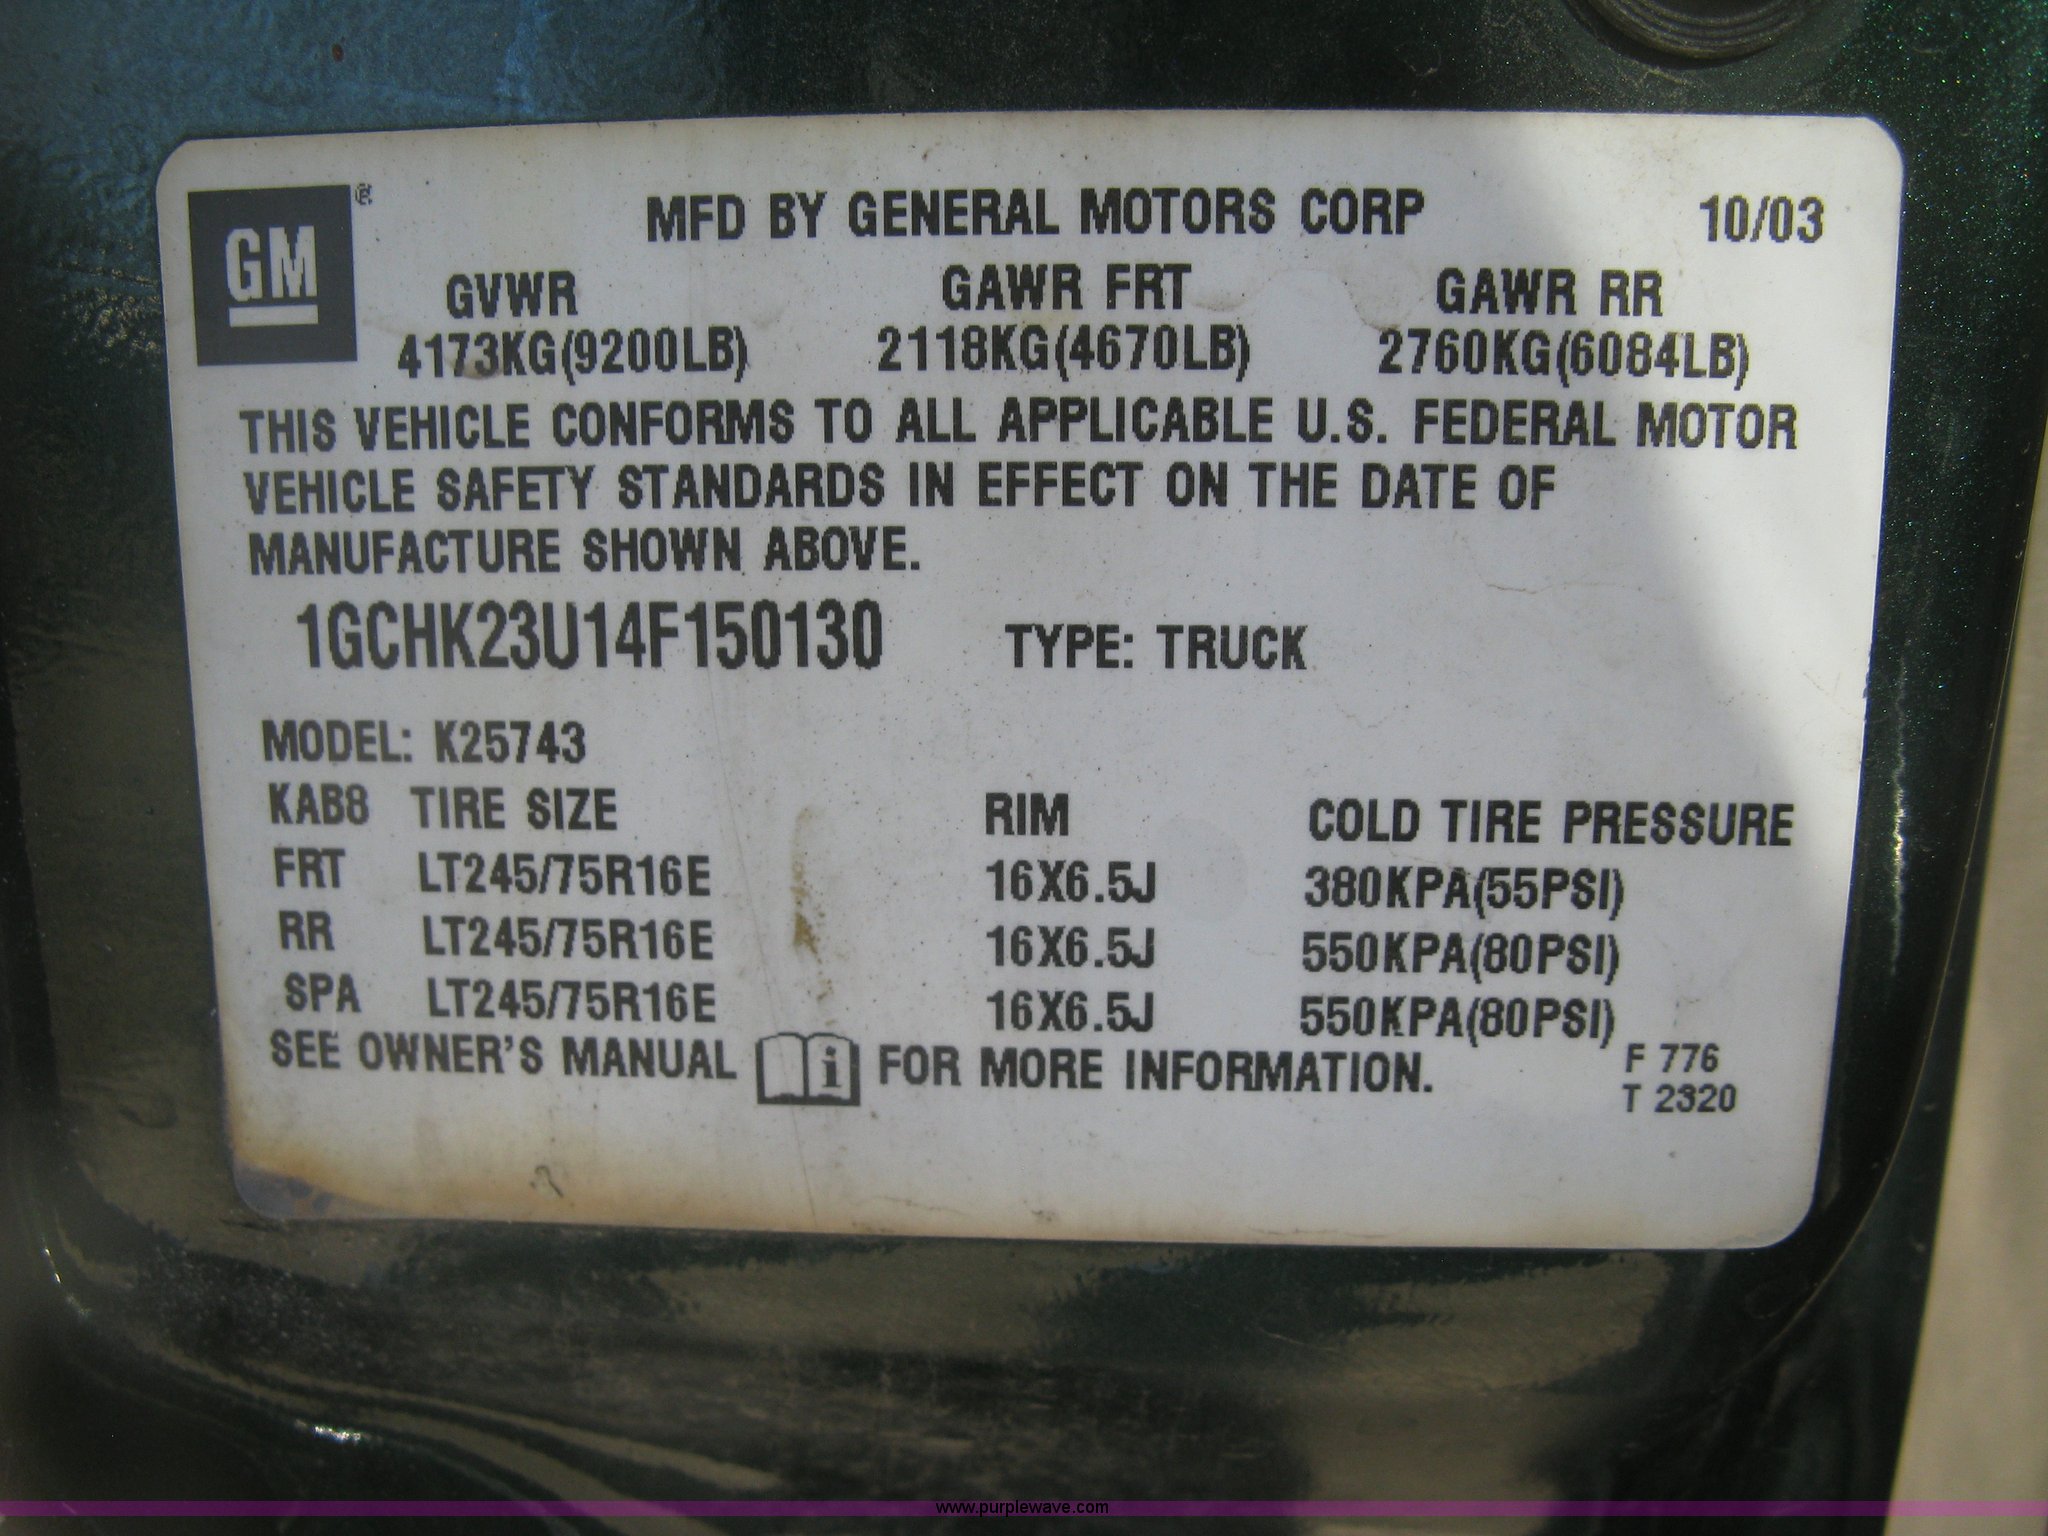 GM®
MFD BY GENERAL MOTORS CORP 10/03
GVWR GAWR FRT GAWR RR
4173KG(9200LB) 2118KG(4670LB) 2760KG(6084LB)
THIS VEHICLE CONFORMS TO ALL APPLICABLE U.S. FEDERAL MOTOR
VEHICLE SAFETY STANDARDS IN EFFECT ON THE DATE OF
MANUFACTURE SHOWN ABOVE.
1GCHK23U14F150130 TYPE: TRUCK
MODEL: K25743
KAB8 TIRE SIZE RIM COLD TIRE PRESSURE
FRT LT245/75R16E 16X6.5J 380KPA(55PSI)
RR LT245/75R16E 16X6.5J 550KPA(80PSI)
SPA LT245/75R16E 16X6.5J 550KPA(80PSI)
SEE OWNER'S MANUAL i FOR MORE INFORMATION.
F 776
T 2320
www.purplewave.com